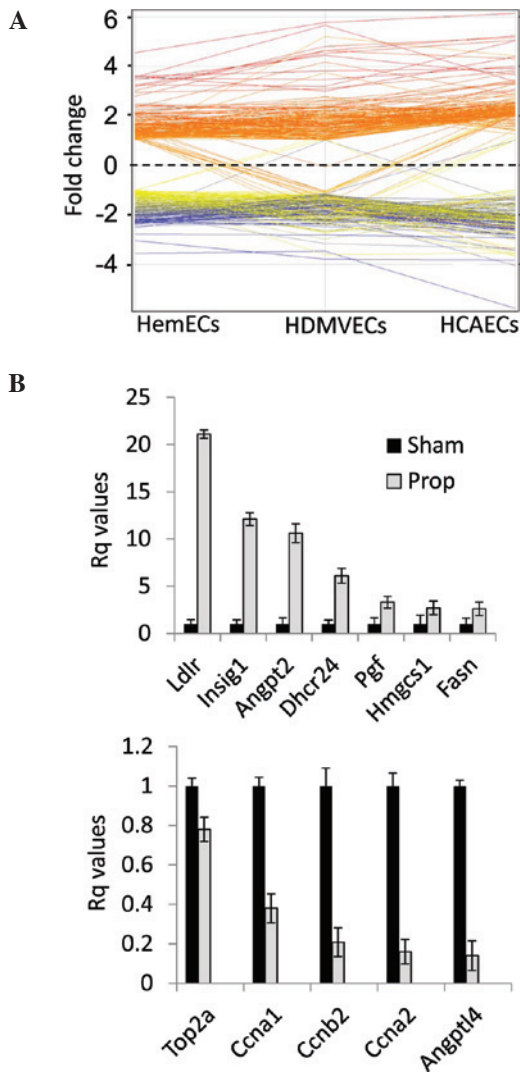 A
Fold change
6
4
2
0
-2
-4
HemECs HDMVECs HCAECs
B
Rq values
25
20
15
10
5
0
Sham
Prop
Ldlr Insig1 Angpt2 Dhcr24 Pgf Hmgcs1 Fasn
Rq values
1.2
1
0.8
0.6
0.4
0.2
0
Top2a Ccna1 Ccnb2 Ccna2 Angptl4